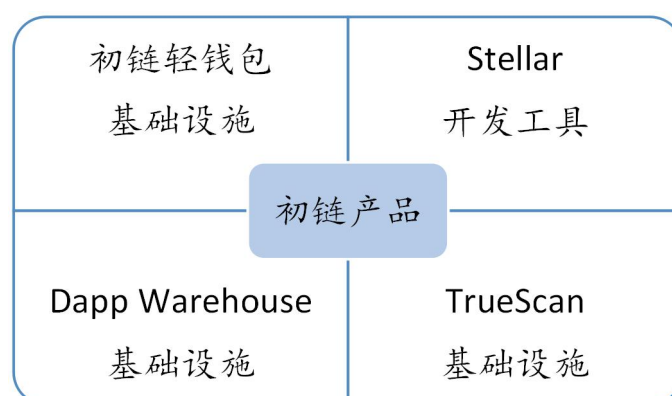 初链轻钱包
基础设施
Stellar
开发工具
初链产品
Dapp Warehouse
基础设施
TrueScan
基础设施